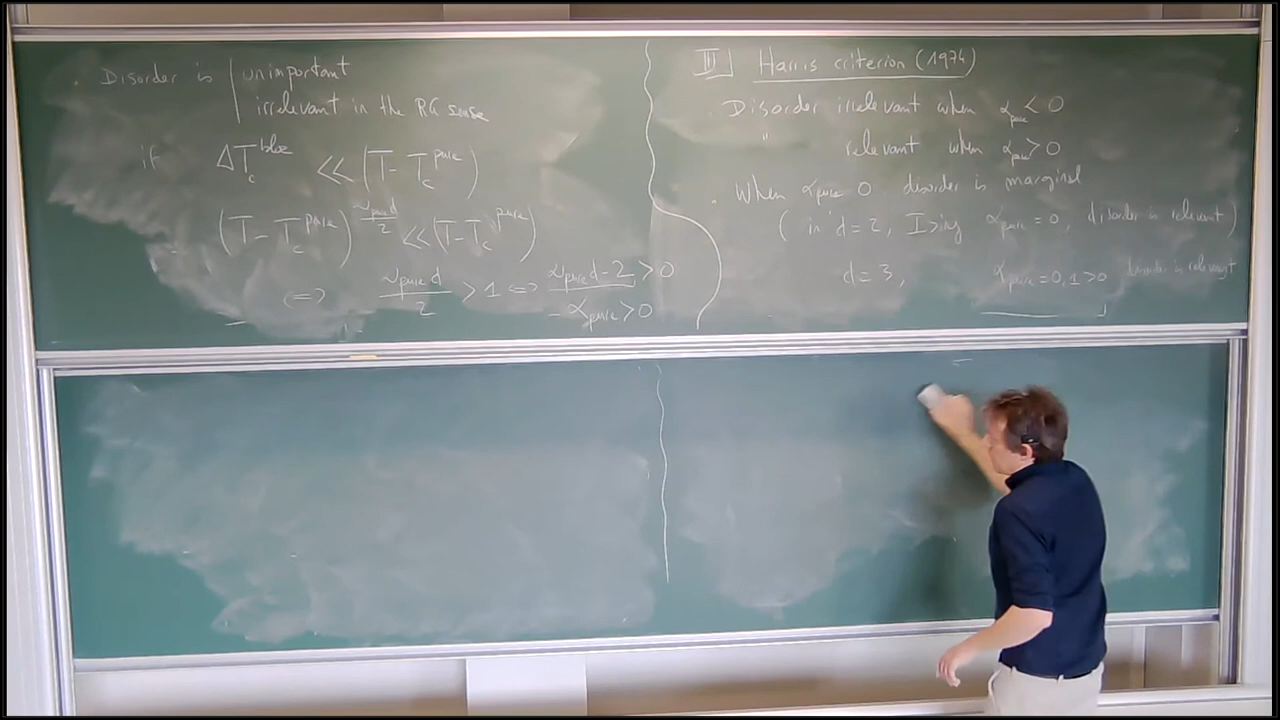 . Disorder is | unimportant
irrelevant in the RG sense
if ΔT_c^bloc << (T - T_c^pure)
(T - T_c^pure)^(ν_pure d/2) << (T - T_c^pure)
<=> ν_pure d / 2 > 1 <=> ν_pure d - 2 > 0
- α_pure > 0
III] Harris criterion (1974)
. Disorder irrelevant when α_pure < 0
" relevant when α_pure > 0
. When α_pure 0 disorder is marginal
( in d = 2, Ising α_pure = 0, disorder is relevant )
d = 3, α_pure = 0,1 > 0 disorder is relevant